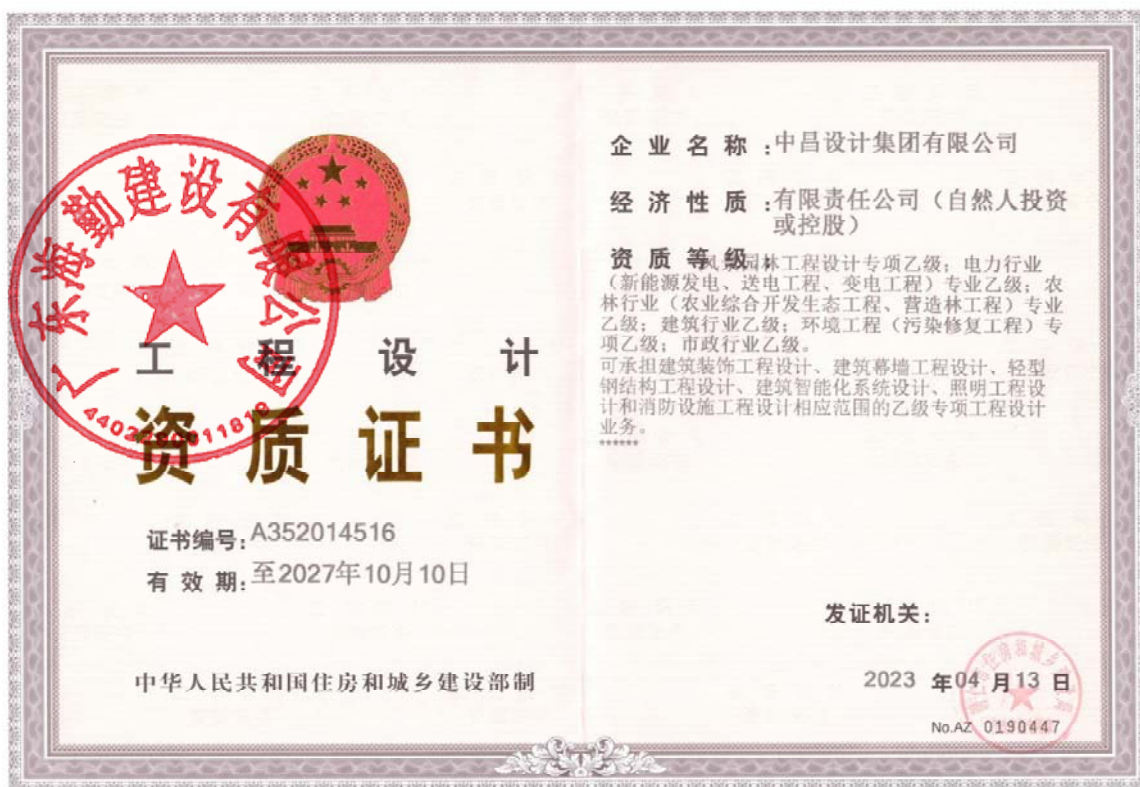 广东海勤建设有限公司
工程设计
资质证书
证书编号:A352014516
有效期:至2027年10月10日
中华人民共和国住房和城乡建设部制
企业名称:中昌设计集团有限公司
经济性质:有限责任公司（自然人投资
或控股）
资质等级:
风景园林工程设计专项乙级；电力行业
（新能源发电、送电工程、变电工程）专业乙级；农
林行业（农业综合开发生态工程、营造林工程）专业
乙级；建筑行业乙级；环境工程（污染修复工程）专
项乙级；市政行业乙级。
可承担建筑装饰工程设计、建筑幕墙工程设计、轻型
钢结构工程设计、建筑智能化系统设计、照明工程设
计和消防设施工程设计相应范围的乙级专项工程设计
业务。
******
发证机关:
2023 年04 月13 日
No.AZ 0190447